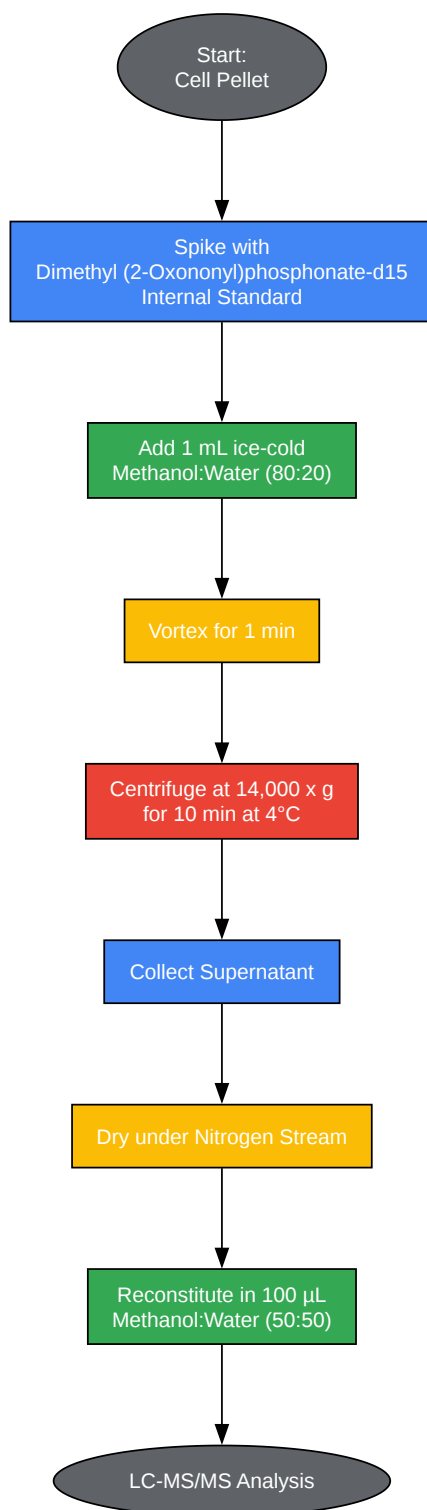 Start:
Cell Pellet
Spike with
Dimethyl (2-Oxononyl)phosphonate-d15
Internal Standard
Add 1 mL ice-cold
Methanol:Water (80:20)
Vortex for 1 min
Centrifuge at 14,000 x g
for 10 min at 4°C
Collect Supernatant
Dry under Nitrogen Stream
Reconstitute in 100 µL
Methanol:Water (50:50)
LC-MS/MS Analysis